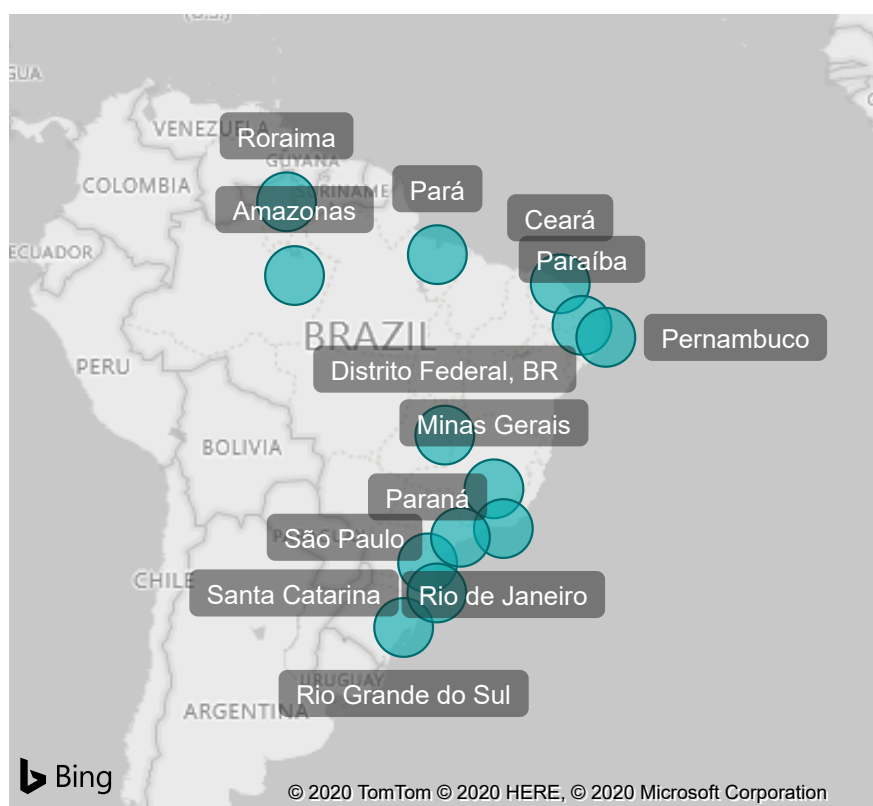 (U.S.)
GUA
VENEZUELA
Roraima
GUYANA
COLOMBIA
SURINAME
Pará
Amazonas
Ceará
ECUADOR
Paraíba
BRAZIL
Pernambuco
PERU
Distrito Federal, BR
Minas Gerais
BOLIVIA
Paraná
PARAGUAY
São Paulo
CHILE
Santa Catarina
Rio de Janeiro
URUGUAY
Rio Grande do Sul
ARGENTINA
Bing
© 2020 TomTom © 2020 HERE, © 2020 Microsoft Corporation